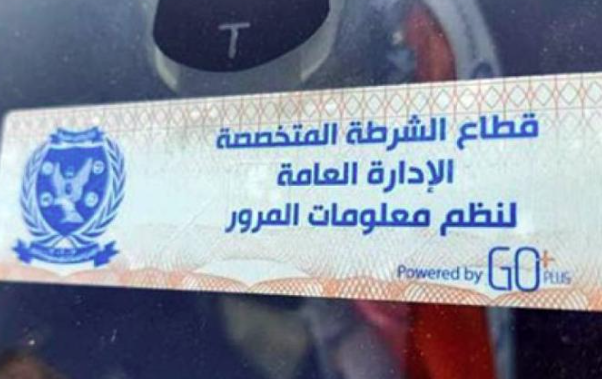 T
قطاع الشرطة المتخصصة
الإدارة العامة
لنظم معلومات المرور
Powered by GO+ PLUS